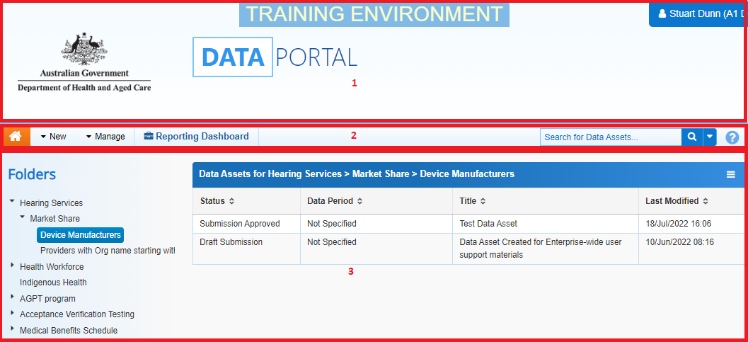 TRAINING ENVIRONMENT
Stuart Dunn (A1 D
Australian Government
Department of Health and Aged Care
DATA PORTAL
1
New
Manage
Reporting Dashboard
2
Search for Data Assets...
?
Folders
Hearing Services
Market Share
Device Manufacturers
Providers with Org name starting witl
Health Workforce
Indigenous Health
AGPT program
Acceptance Verification Testing
Medical Benefits Schedule
Data Assets for Hearing Services > Market Share > Device Manufacturers
Status Data Period Title Last Modified
Submission Approved Not Specified Test Data Asset 18/Jul/2022 16:06
Draft Submission Not Specified Data Asset Created for Enterprise-wide user 10/Jun/2022 08:16
support materials
3